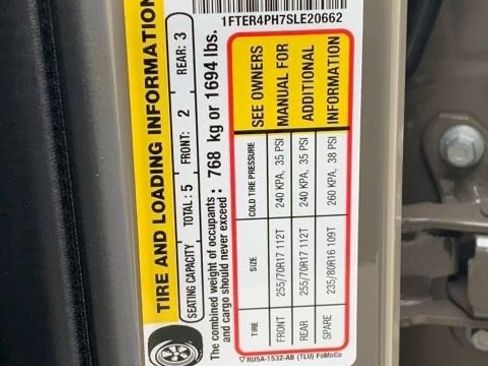 TIRE AND LOADING INFORMATION
SEATING CAPACITY TOTAL: 5 FRONT: 2 REAR: 3
The combined weight of occupants : 768 kg or 1694 lbs.
and cargo should never exceed :
1FTER4PH7SLE20662
TIRE SIZE COLD TIRE PRESSURE
FRONT 255/70R17 112T 240 KPA, 35 PSI
REAR 255/70R17 112T 240 KPA, 35 PSI
SPARE 235/80R16 109T 260 KPA, 38 PSI
SEE OWNERS
MANUAL FOR
ADDITIONAL
INFORMATION
RUSA-1532-AB (TLU) FoMoCo